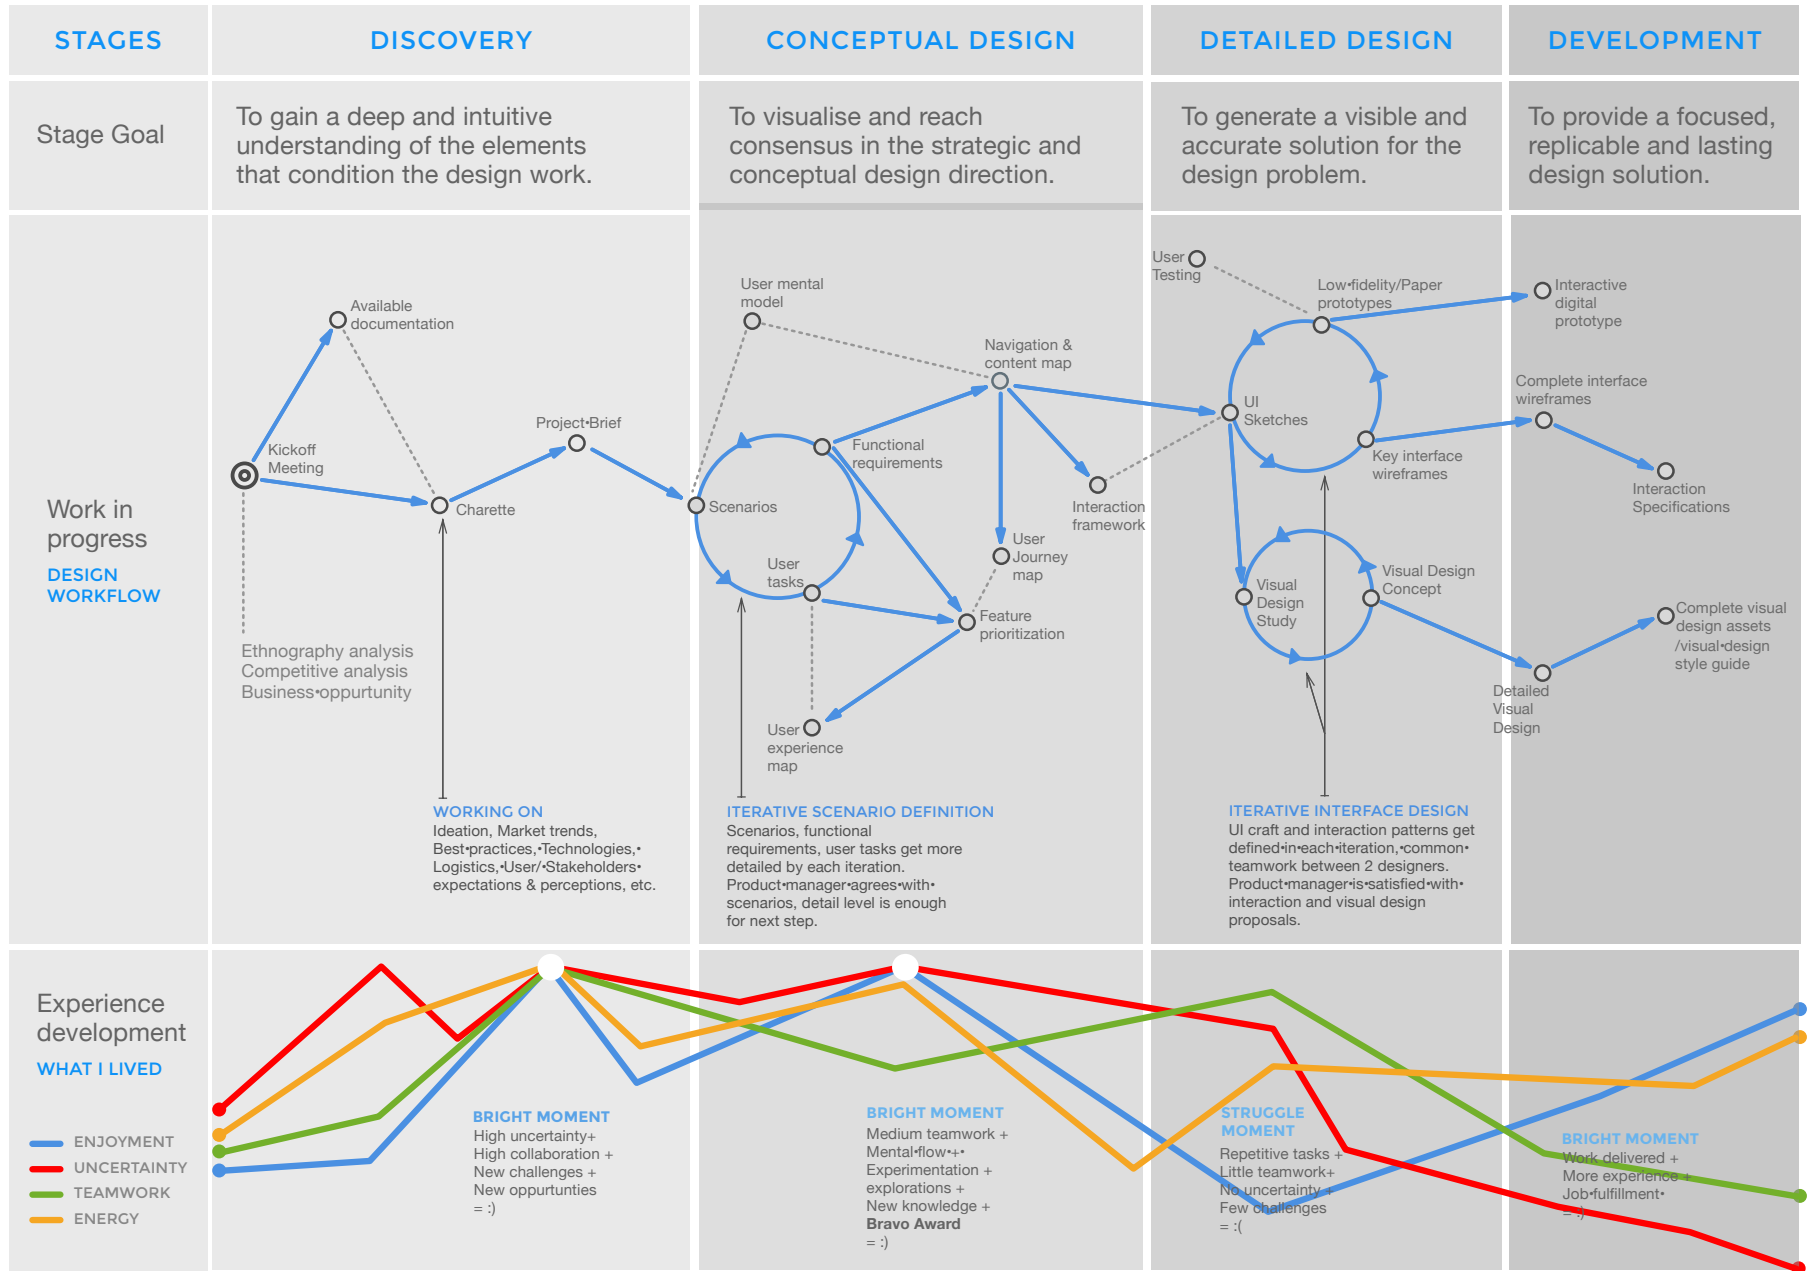 STAGES
DISCOVERY
CONCEPTUAL DESIGN
DETAILED DESIGN
DEVELOPMENT
Stage Goal
To gain a deep and intuitive
understanding of the elements
that condition the design work.
To visualise and reach
consensus in the strategic and
conceptual design direction.
To generate a visible and
accurate solution for the
design problem.
To provide a focused,
replicable and lasting
design solution.
Work in
progress
DESIGN
WORKFLOW
Available
documentation
Kickoff
Meeting
Project•Brief
Charette
Ethnography analysis
Competitive analysis
Business•oppurtunity
WORKING ON
Ideation, Market trends,
Best•practices,•Technologies,•
Logistics,•User/•Stakeholders•
expectations & perceptions, etc.
User mental
model
Navigation &
content map
Functional
requirements
Scenarios
Interaction
framework
User
Journey
map
User
tasks
Feature
prioritization
User
experience
map
ITERATIVE SCENARIO DEFINITION
Scenarios, functional
requirements, user tasks get more
detailed by each iteration.
Product•manager•agrees•with•
scenarios, detail level is enough
for next step.
User
Testing
Low•fidelity/Paper
prototypes
UI
Sketches
Key interface
wireframes
Visual
Design
Study
Visual Design
Concept
ITERATIVE INTERFACE DESIGN
UI craft and interaction patterns get
defined•in•each•iteration,•common•
teamwork between 2 designers.
Product•manager•is•satisfied•with•
interaction and visual design
proposals.
Interactive
digital
prototype
Complete interface
wireframes
Interaction
Specifications
Complete visual
design assets
/visual•design
style guide
Detailed
Visual
Design
Experience
development
WHAT I LIVED
ENJOYMENT
UNCERTAINTY
TEAMWORK
ENERGY
BRIGHT MOMENT
High uncertainty+
High collaboration +
New challenges +
New oppurtunties
= :)
BRIGHT MOMENT
Medium teamwork +
Mental•flow•+•
Experimentation +
explorations +
New knowledge +
Bravo Award
= :)
STRUGGLE
MOMENT
Repetitive tasks +
Little teamwork+
No uncertainty +
Few challenges
= :(
BRIGHT MOMENT
Work delivered +
More experience +
Job•fulfillment•
= :)